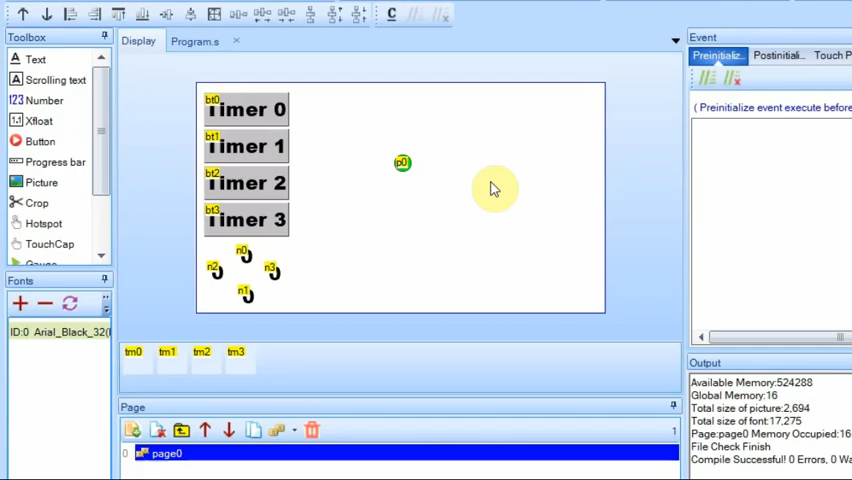 C
Toolbox
Text
Scrolling text
Number
Xfloat
Button
Progress bar
Picture
Crop
Hotspot
TouchCap
Gauge
Fonts
ID:0 Arial_Black_32(
Display
Program.s
bt0
Timer 0
bt1
Timer 1
bt2
Timer 2
bt3
Timer 3
p0
n0
n2
n3
n1
tm0
tm1
tm2
tm3
Page
1
0 page0
Event
Preinitializ...
Postinitiali...
Touch P
( Preinitialize event execute before
Output
Available Memory:524288
Global Memory:16
Total size of picture:2,694
Total size of font:17,275
Page:page0 Memory Occupied:16
File Check Finish
Compile Successful! 0 Errors, 0 Wa